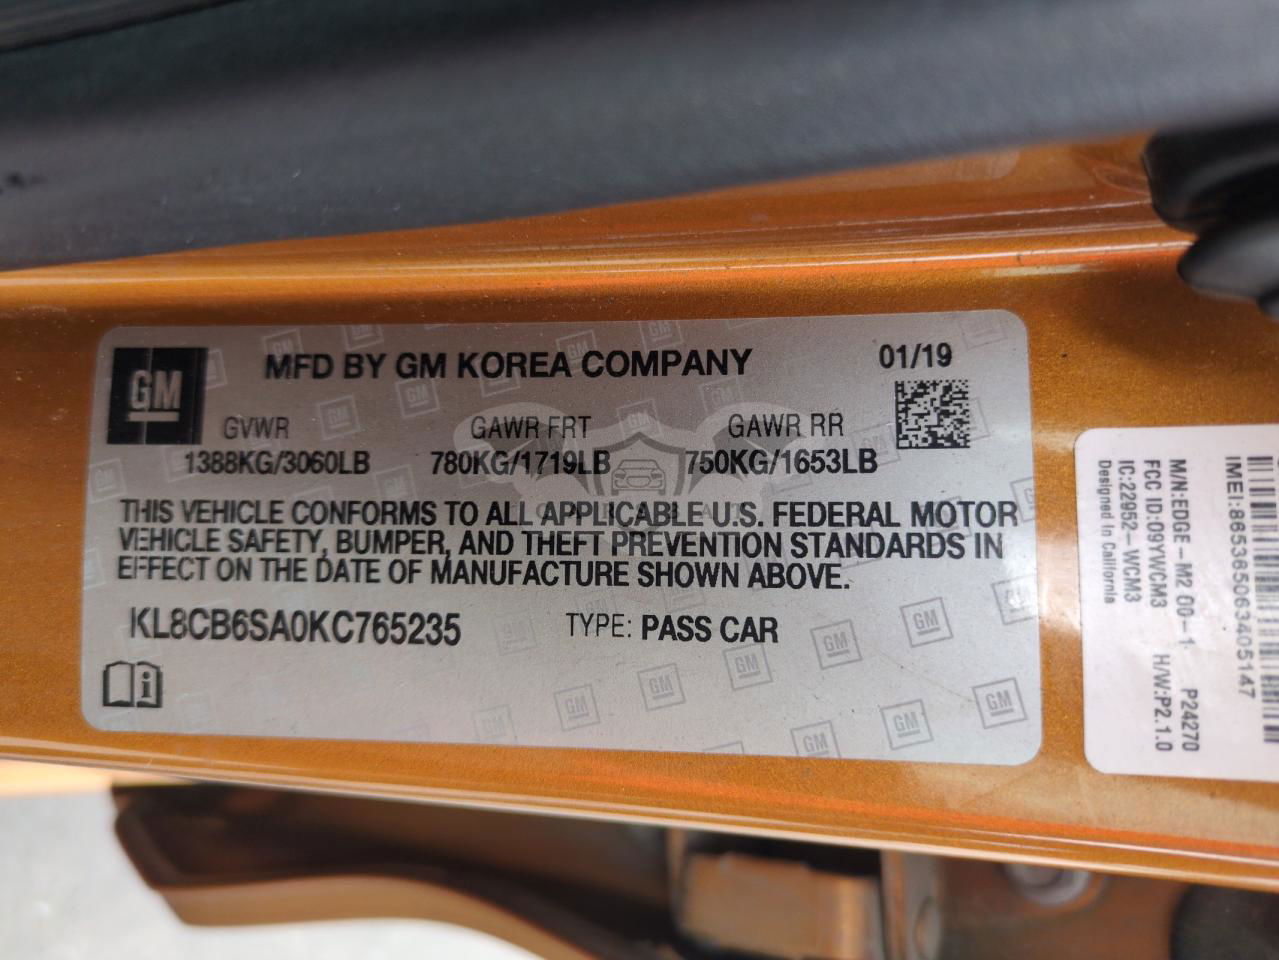 GM
MFD BY GM KOREA COMPANY
01/19
GVWR GAWR FRT GAWR RR
1388KG/3060LB 780KG/1719LB 750KG/1653LB
THIS VEHICLE CONFORMS TO ALL APPLICABLE U.S. FEDERAL MOTOR
VEHICLE SAFETY, BUMPER, AND THEFT PREVENTION STANDARDS IN
EFFECT ON THE DATE OF MANUFACTURE SHOWN ABOVE.
KL8CB6SA0KC765235 TYPE: PASS CAR
IMEI:865365063405147
M/N:EDGE-M2 00-1 P24270
FCC ID:09YWCM3 H/W:P2.1.0
IC:22952-WCM3
Designed In California